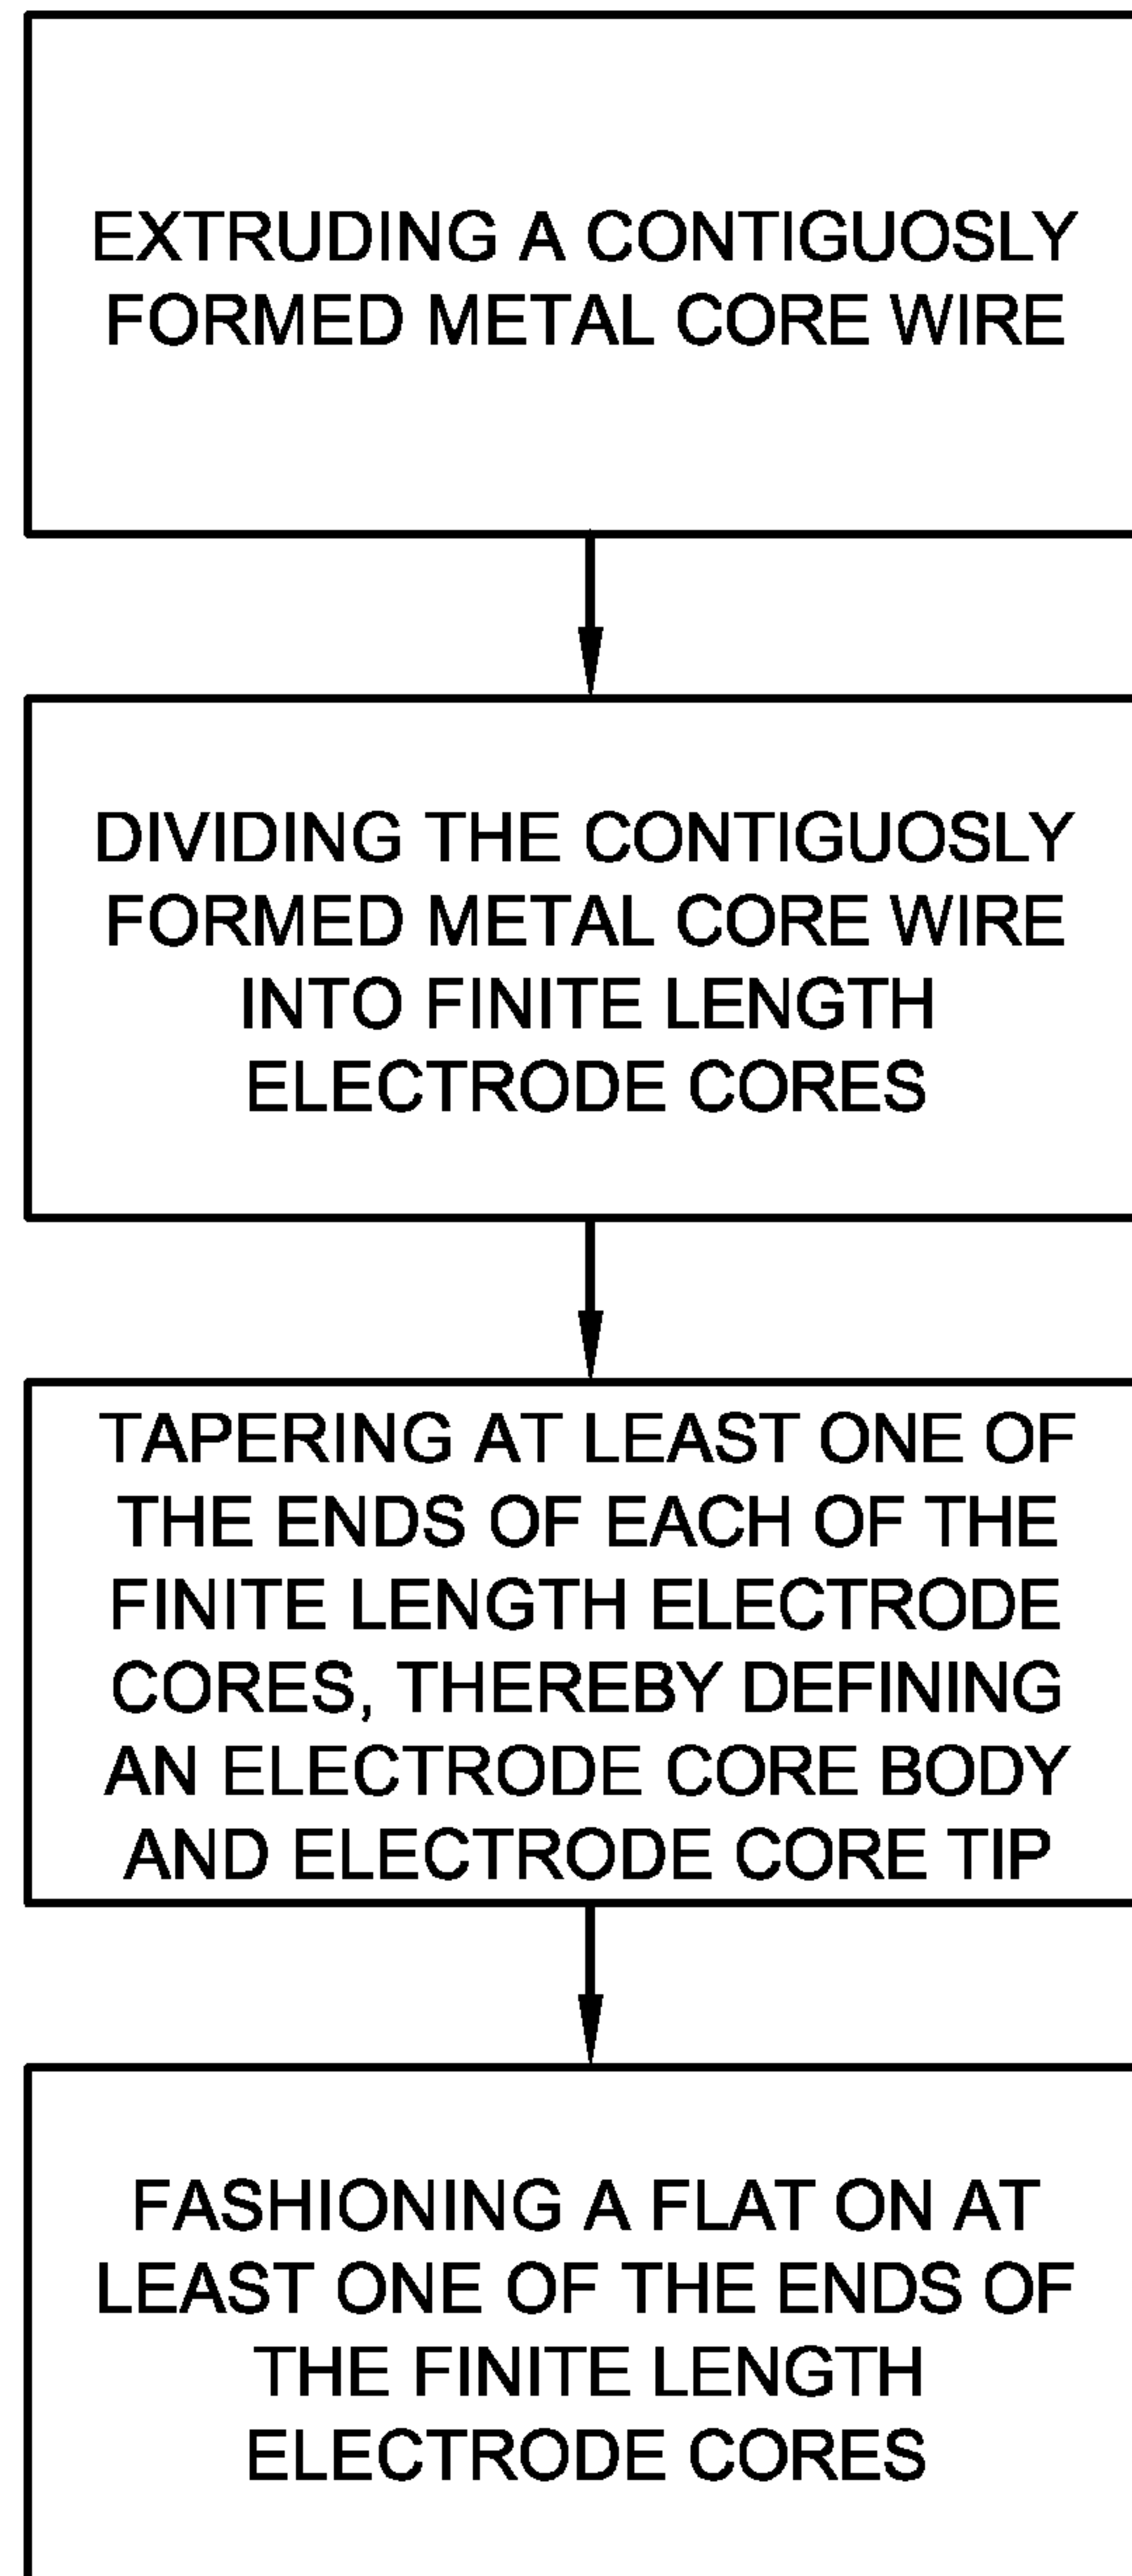 EXTRUDING A CONTIGUOSLY
FORMED METAL CORE WIRE
DIVIDING THE CONTIGUOSLY
FORMED METAL CORE WIRE
INTO FINITE LENGTH
ELECTRODE CORES
TAPERING AT LEAST ONE OF
THE ENDS OF EACH OF THE
FINITE LENGTH ELECTRODE
CORES, THEREBY DEFINING
AN ELECTRODE CORE BODY
AND ELECTRODE CORE TIP
FASHIONING A FLAT ON AT
LEAST ONE OF THE ENDS OF
THE FINITE LENGTH
ELECTRODE CORES